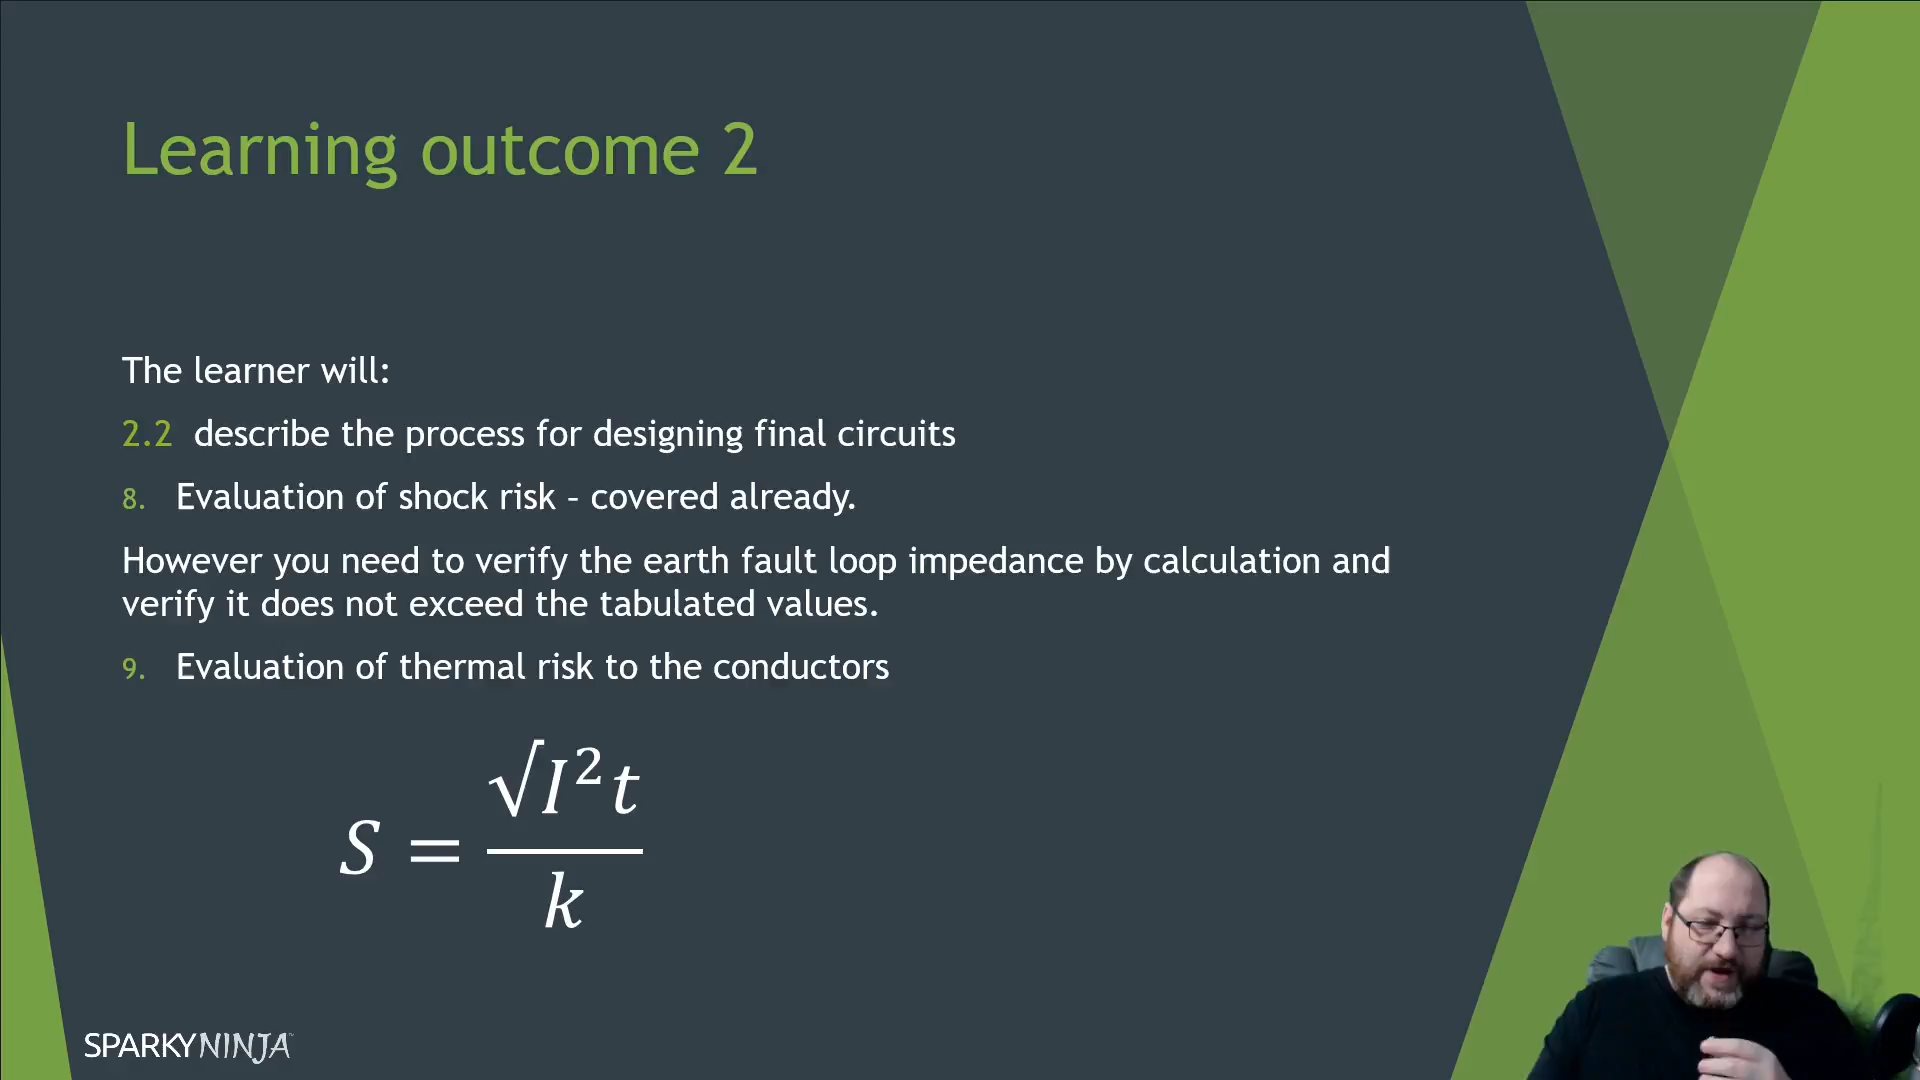 Learning outcome 2
The learner will:
2.2 describe the process for designing final circuits
8. Evaluation of shock risk – covered already.
However you need to verify the earth fault loop impedance by calculation and
verify it does not exceed the tabulated values.
9. Evaluation of thermal risk to the conductors
S = √I²t / k
SPARKYNINJA™